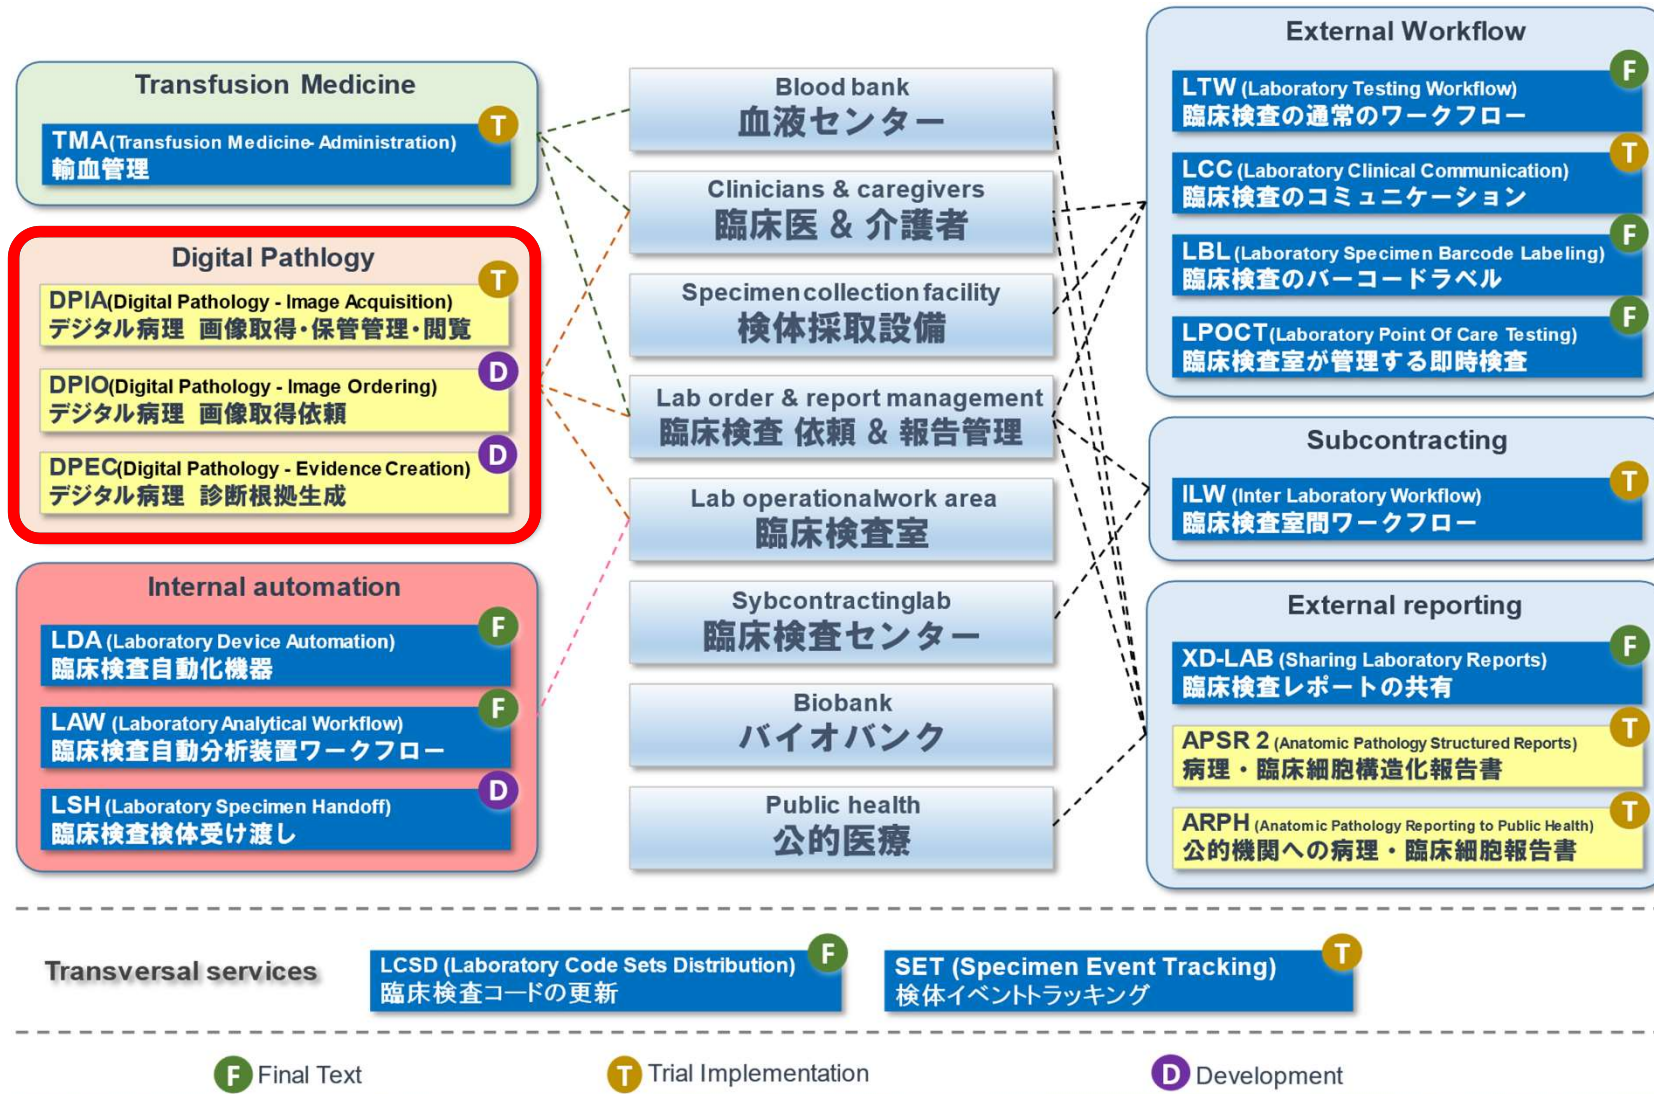 Transfusion Medicine
T
TMA(Transfusion Medicine- Administration)
輸血管理
Digital Pathlogy
T
DPIA(Digital Pathology - Image Acquisition)
デジタル病理 画像取得・保管管理・閲覧
D
DPIO(Digital Pathology - Image Ordering)
デジタル病理 画像取得依頼
D
DPEC(Digital Pathology - Evidence Creation)
デジタル病理 診断根拠生成
Internal automation
F
LDA (Laboratory Device Automation)
臨床検査自動化機器
F
LAW (Laboratory Analytical Workflow)
臨床検査自動分析装置ワークフロー
D
LSH (Laboratory Specimen Handoff)
臨床検査検体受け渡し
Blood bank
血液センター
Clinicians & caregivers
臨床医 & 介護者
Specimen collection facility
検体採取設備
Lab order & report management
臨床検査 依頼 & 報告管理
Lab operationalwork area
臨床検査室
Sybcontractinglab
臨床検査センター
Biobank
バイオバンク
Public health
公的医療
External Workflow
F
LTW (Laboratory Testing Workflow)
臨床検査の通常のワークフロー
T
LCC (Laboratory Clinical Communication)
臨床検査のコミュニケーション
F
LBL (Laboratory Specimen Barcode Labeling)
臨床検査のバーコードラベル
F
LPOCT(Laboratory Point Of Care Testing)
臨床検査室が管理する即時検査
Subcontracting
T
ILW (Inter Laboratory Workflow)
臨床検査室間ワークフロー
External reporting
F
XD-LAB (Sharing Laboratory Reports)
臨床検査レポートの共有
T
APSR 2 (Anatomic Pathology Structured Reports)
病理・臨床細胞構造化報告書
T
ARPH (Anatomic Pathology Reporting to Public Health)
公的機関への病理・臨床細胞報告書
Transversal services
F
LCSD (Laboratory Code Sets Distribution)
臨床検査コードの更新
T
SET (Specimen Event Tracking)
検体イベントトラッキング
F Final Text
T Trial Implementation
D Development